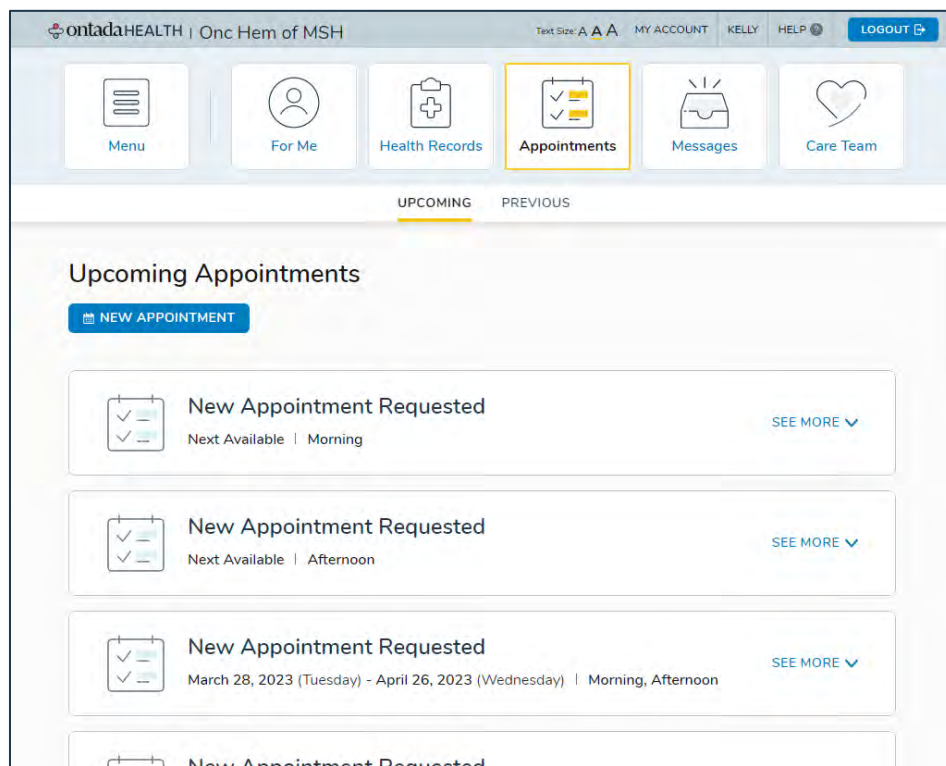 ontadaHEALTH | Onc Hem of MSH
Text Size: A A A MY ACCOUNT KELLY HELP LOGOUT
Menu For Me Health Records Appointments Messages Care Team
UPCOMING PREVIOUS
Upcoming Appointments
NEW APPOINTMENT
New Appointment Requested
Next Available | Morning
SEE MORE
New Appointment Requested
Next Available | Afternoon
SEE MORE
New Appointment Requested
March 28, 2023 (Tuesday) - April 26, 2023 (Wednesday) | Morning, Afternoon
SEE MORE
New Appointment Requested